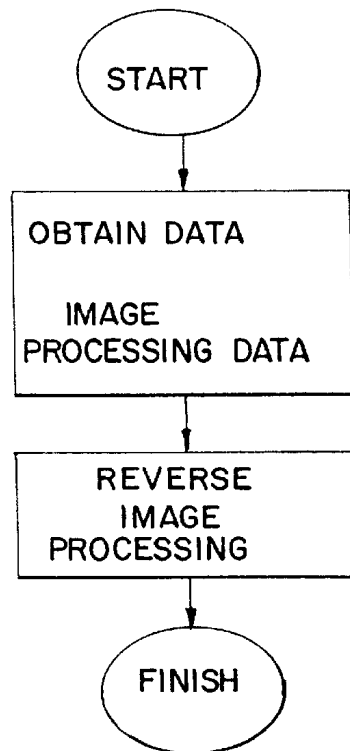 START
OBTAIN DATA
IMAGE
PROCESSING DATA
REVERSE
IMAGE
PROCESSING
FINISH